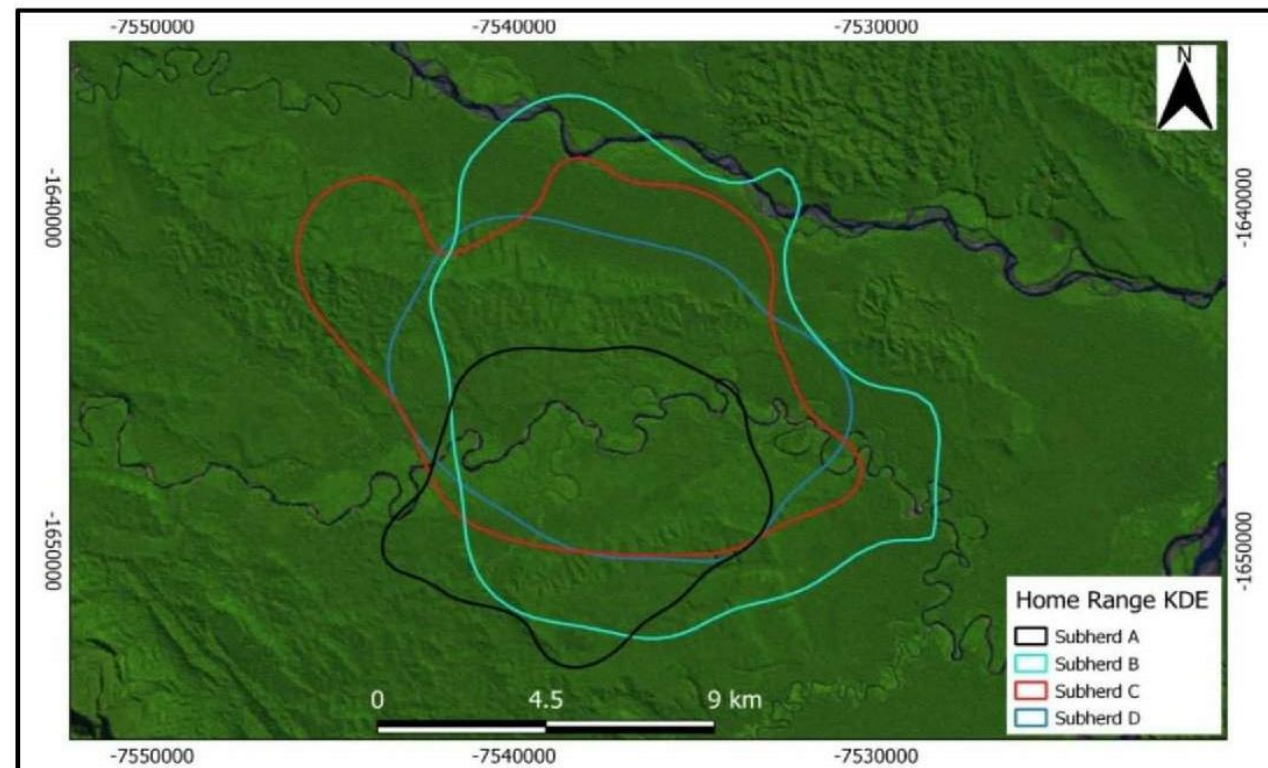 -7550000 -7540000 -7530000
N
-1640000 -1640000
-1650000 -1650000
Home Range KDE
Subherd A
Subherd B
Subherd C
Subherd D
0 4.5 9 km
-7550000 -7540000 -7530000